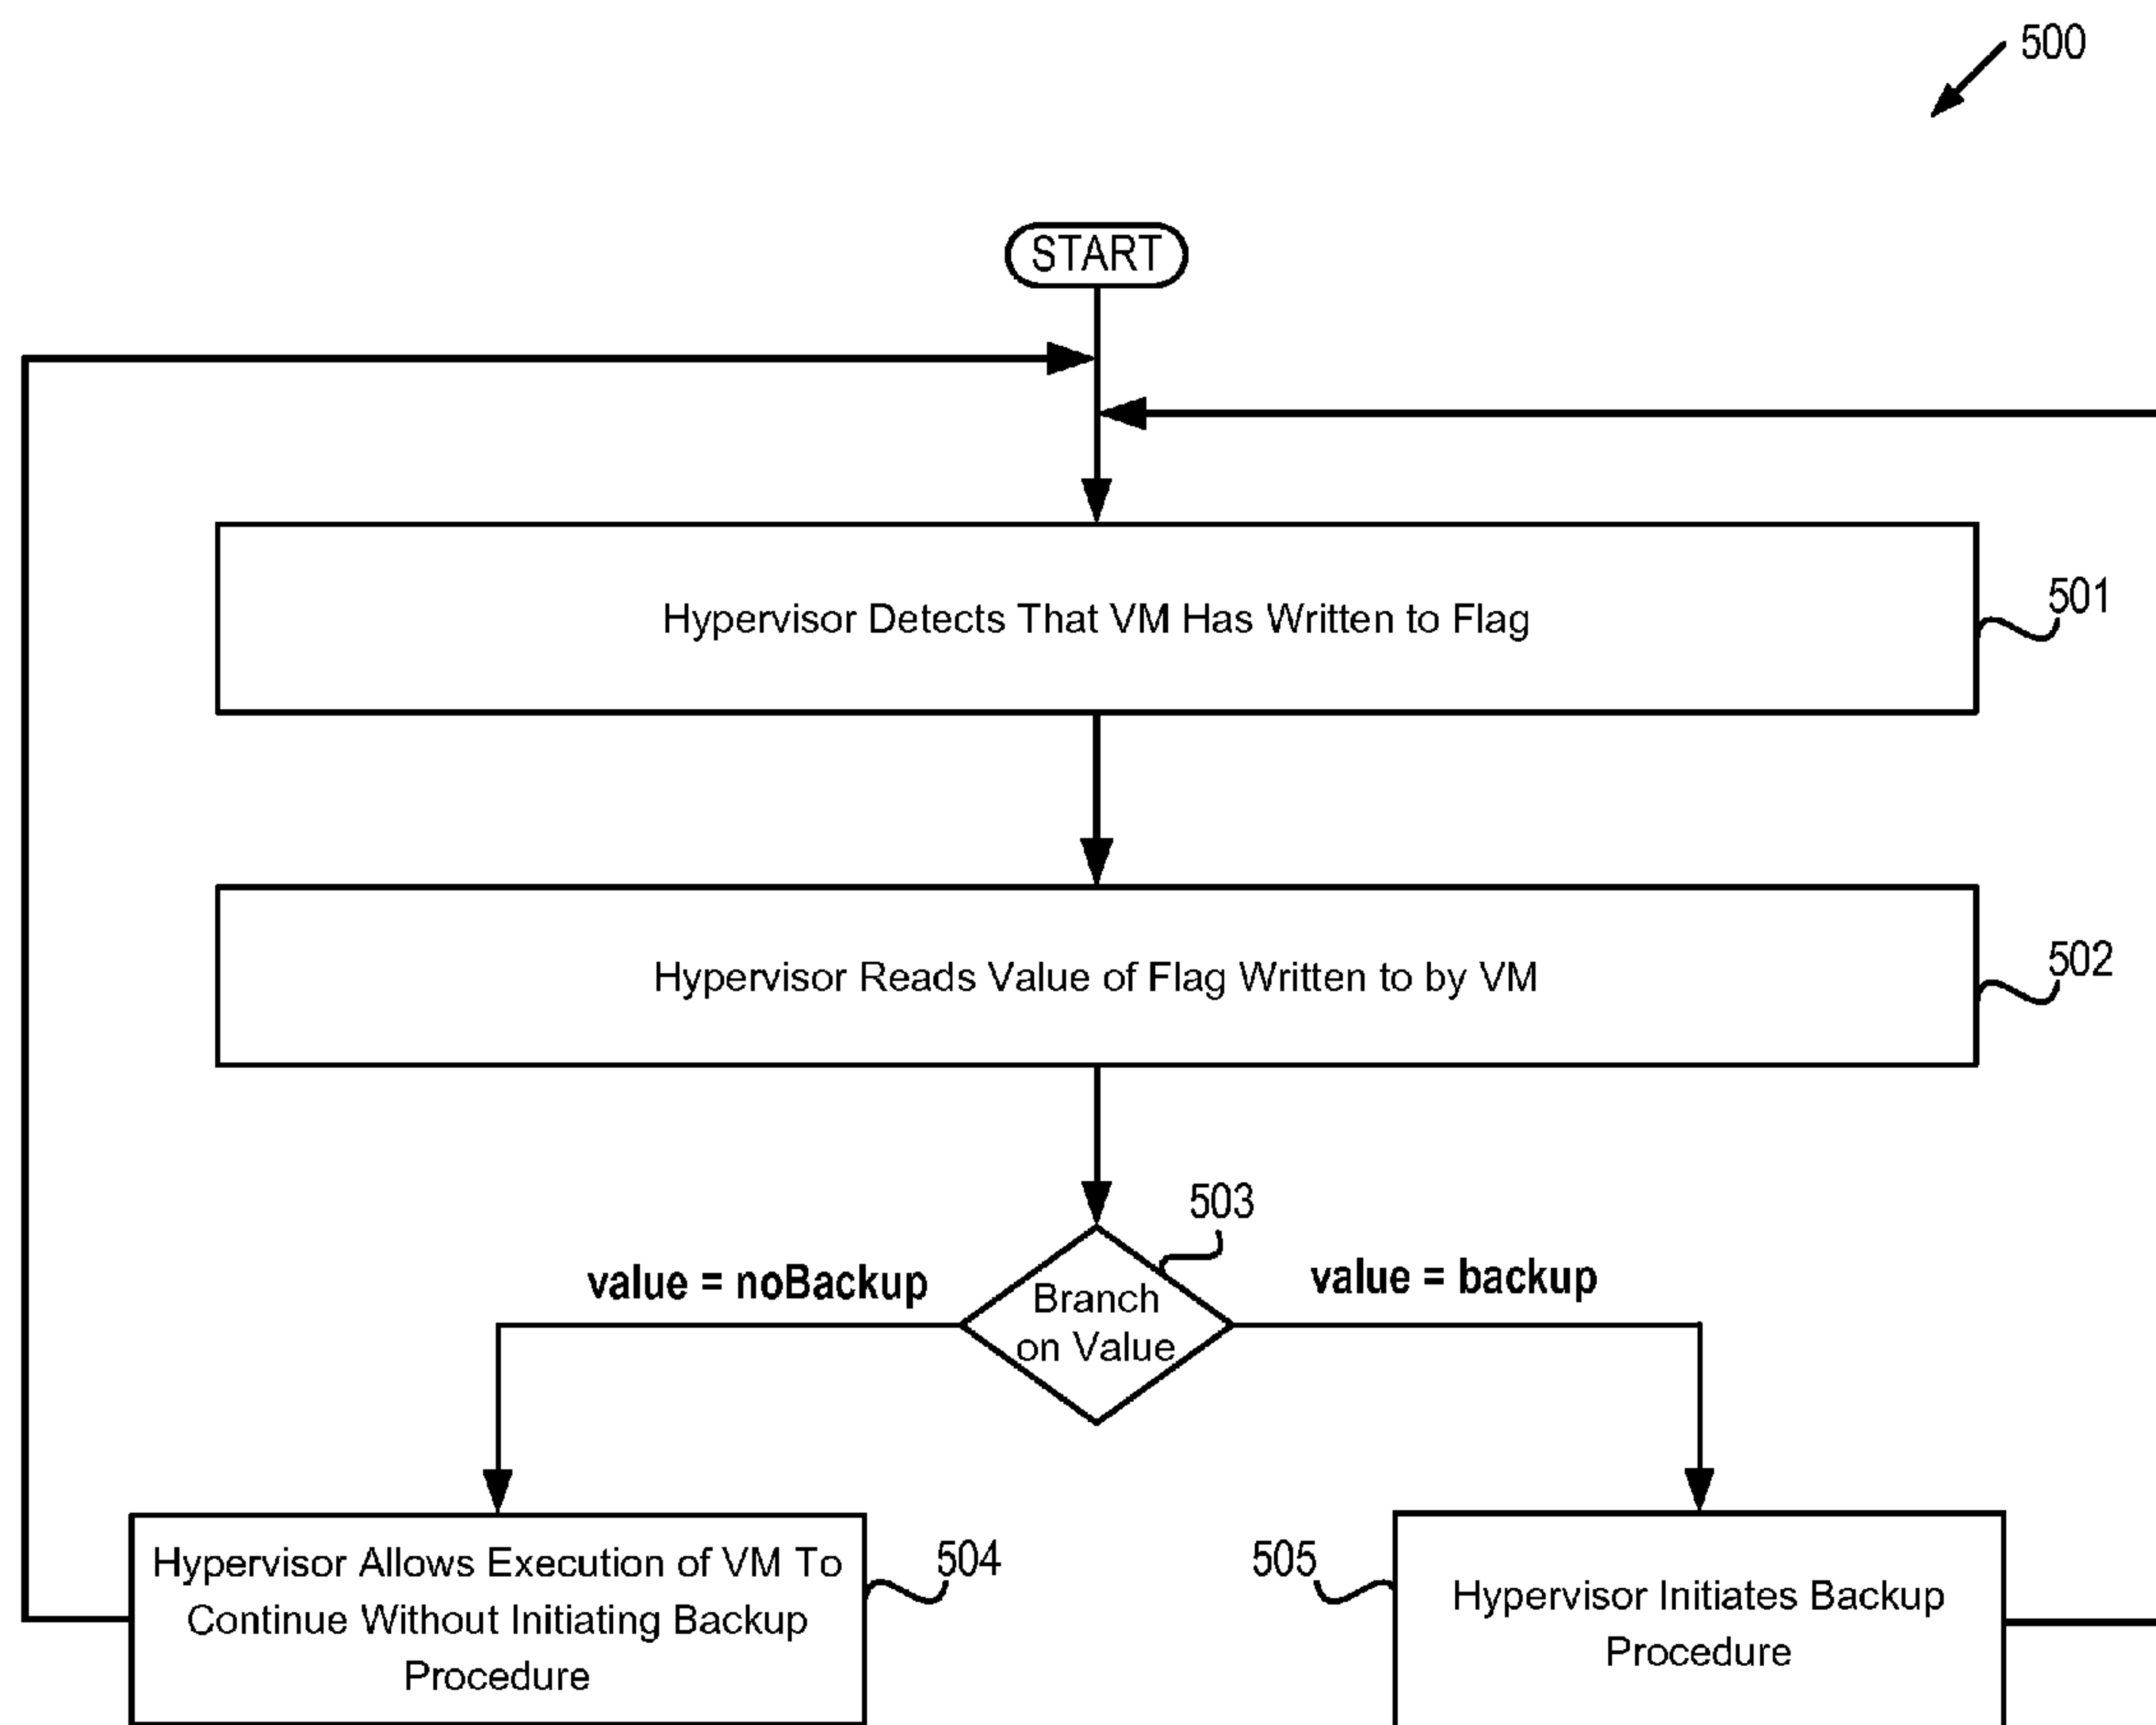 500
START
Hypervisor Detects That VM Has Written to Flag
501
Hypervisor Reads Value of Flag Written to by VM
502
503
value = noBackup
Branch
on Value
value = backup
Hypervisor Allows Execution of VM To
Continue Without Initiating Backup
Procedure
504
505
Hypervisor Initiates Backup
Procedure